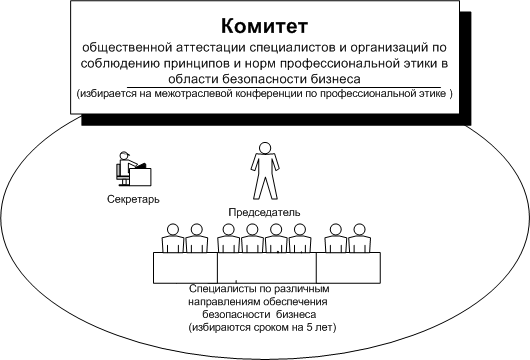 Комитет
общественной аттестации специалистов и организаций по
соблюдению принципов и норм профессиональной этики в
области безопасности бизнеса
(избирается на межотраслевой конференции по профессиональной этике )
Секретарь
Председатель
Специалисты по различным
направлениям обеспечения
безопасности бизнеса
(избираются сроком на 5 лет)